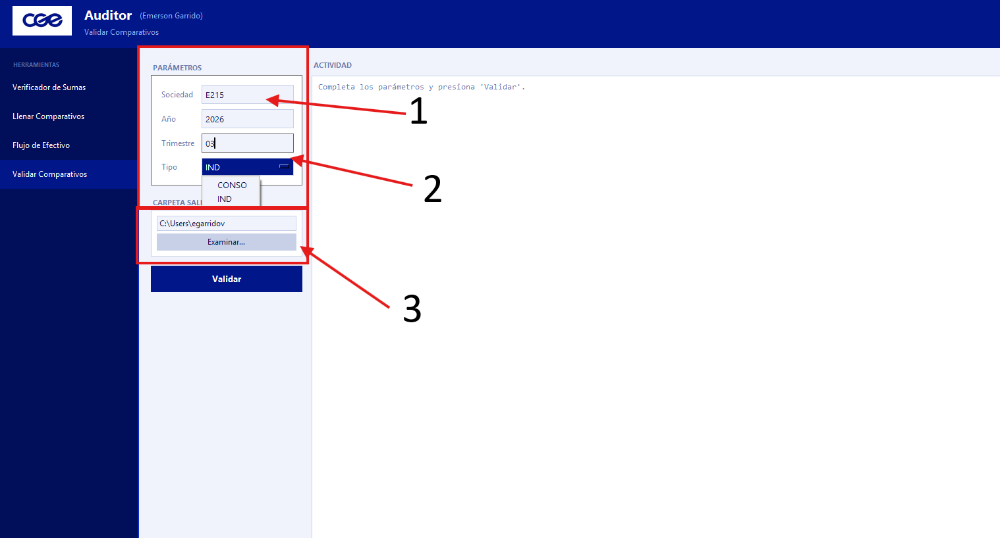 cge
Auditor (Emerson Garrido)
Validar Comparativos
HERRAMIENTAS
Verificador de Sumas
Llenar Comparativos
Flujo de Efectivo
Validar Comparativos
PARÁMETROS
Sociedad E215
Año 2026
Trimestre 03
Tipo IND
CONSO
IND
CARPETA
C:\Users\egarridov
Examinar...
Validar
ACTIVIDAD
Completa los parámetros y presiona 'Validar'.
1
2
3